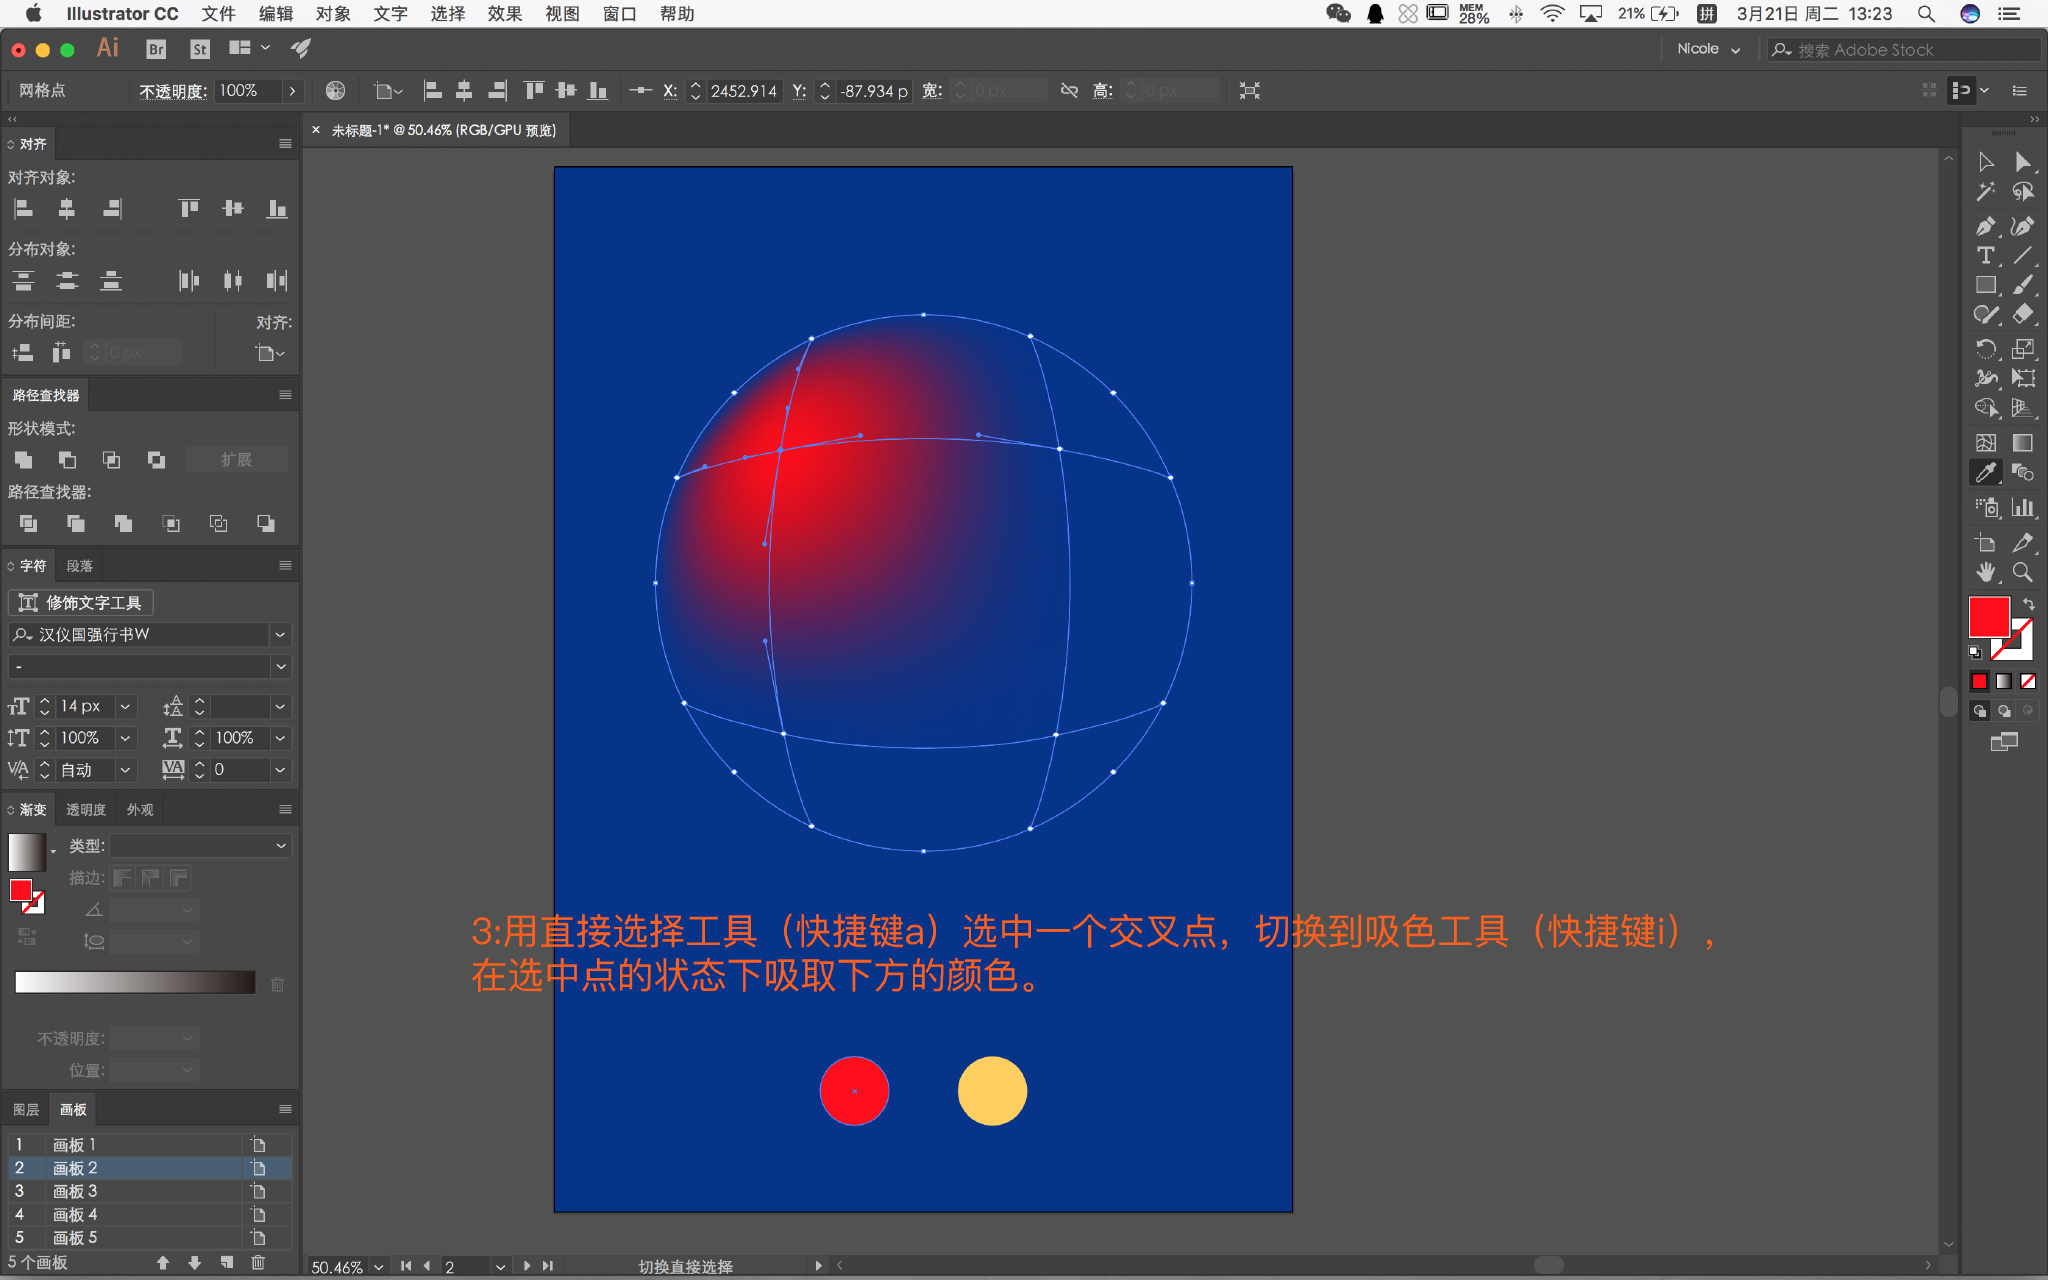 Illustrator CC 文件 编辑 对象 文字 选择 效果 视图 窗口 帮助 MEM 28% 21% 拼 3月21日 周二 13:23
Ai Br St Nicole 搜索 Adobe Stock
网格点 不透明度: 100% X: 2452.914 Y: -87.934 p 宽: 0 px 高: 0 px
× 未标题-1* @ 50.46% (RGB/GPU 预览)
对齐
对齐对象:
分布对象:
分布间距: 对齐:
0 px
路径查找器
形状模式:
扩展
路径查找器:
字符 段落
修饰文字工具
汉仪国强行书W
-
14 px
100% 100%
自动 0
渐变 透明度 外观
类型:
描边:
不透明度:
位置:
图层 画板
1 画板 1
2 画板 2
3 画板 3
4 画板 4
5 画板 5
5 个画板
3:用直接选择工具（快捷键a）选中一个交叉点，切换到吸色工具（快捷键i），
在选中点的状态下吸取下方的颜色。
50.46% 2 切换直接选择